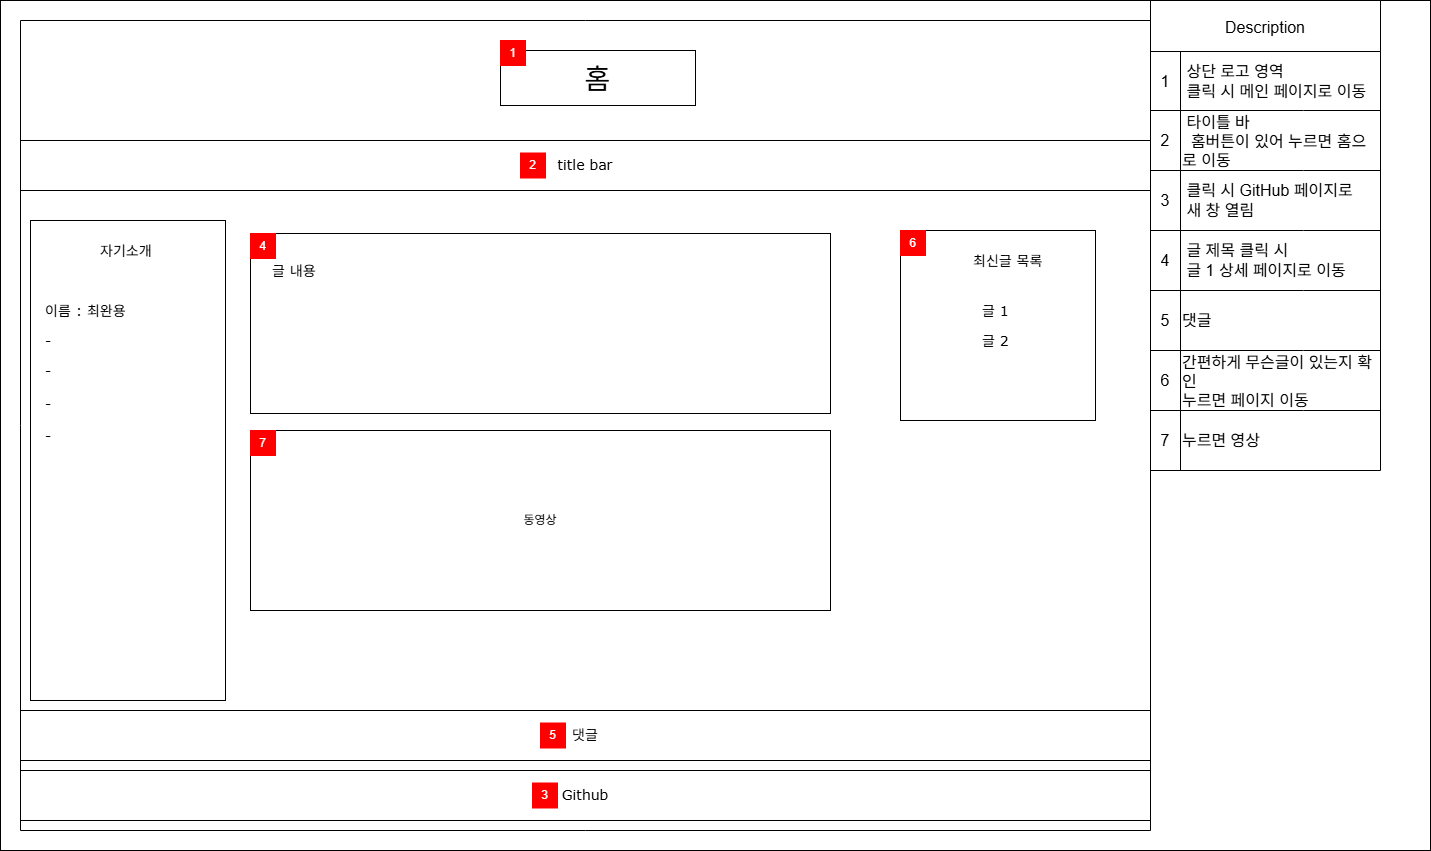 1
홈
2 title bar
자기소개
이름 : 최완용
-
-
-
-
4
글 내용
7
동영상
6
최신글 목록
글 1
글 2
5 댓글
3 Github
Description
1
상단 로고 영역
클릭 시 메인 페이지로 이동
2
타이틀 바
홈버튼이 있어 누르면 홈으
로 이동
3
클릭 시 GitHub 페이지로
새 창 열림
4
글 제목 클릭 시
글 1 상세 페이지로 이동
5
댓글
6
간편하게 무슨글이 있는지 확
인
누르면 페이지 이동
7
누르면 영상